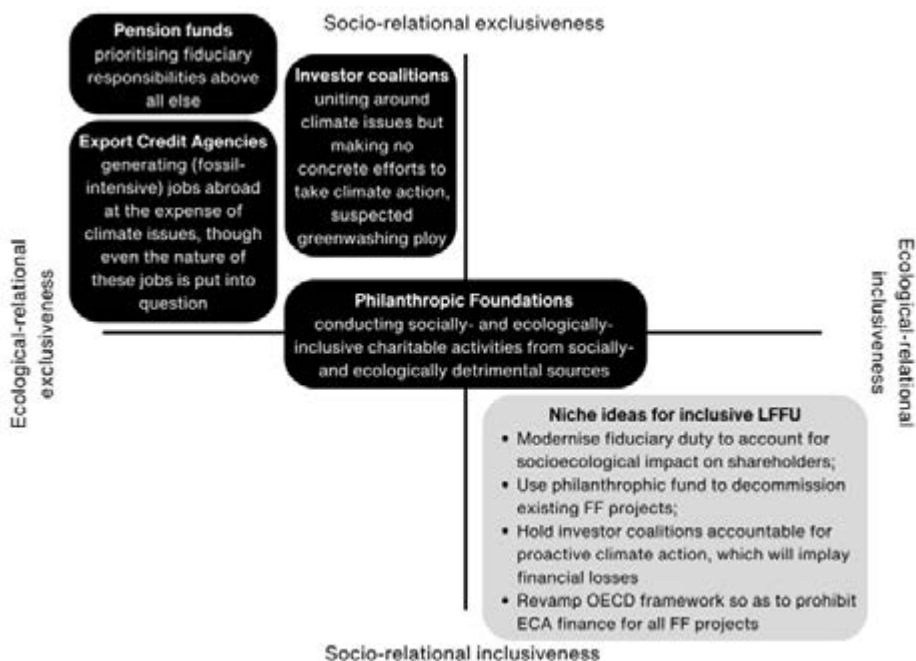 Socio-relational exclusiveness
Pension funds
prioritising fiduciary
responsibilities above
all else
Investor coalitions
uniting around
climate issues but
making no
concrete efforts to
take climate action,
suspected
greenwashing ploy
Export Credit Agencies
generating (fossil-
intensive) jobs abroad
at the expense of
climate issues, though
even the nature of
these jobs is put into
question
Ecological-relational
exclusiveness
Ecological-relational
inclusiveness
Philanthropic Foundations
conducting socially- and ecologically-
inclusive charitable activities from socially-
and ecologically detrimental sources
Niche ideas for inclusive LFFU
• Modernise fiduciary duty to account for
socioecological impact on shareholders;
• Use philanthrophic fund to decommission
existing FF projects;
• Hold investor coalitions accountable for
proactive climate action, which will implay
financial losses
• Revamp OECD framework so as to prohibit
ECA finance for all FF projects
Socio-relational inclusiveness